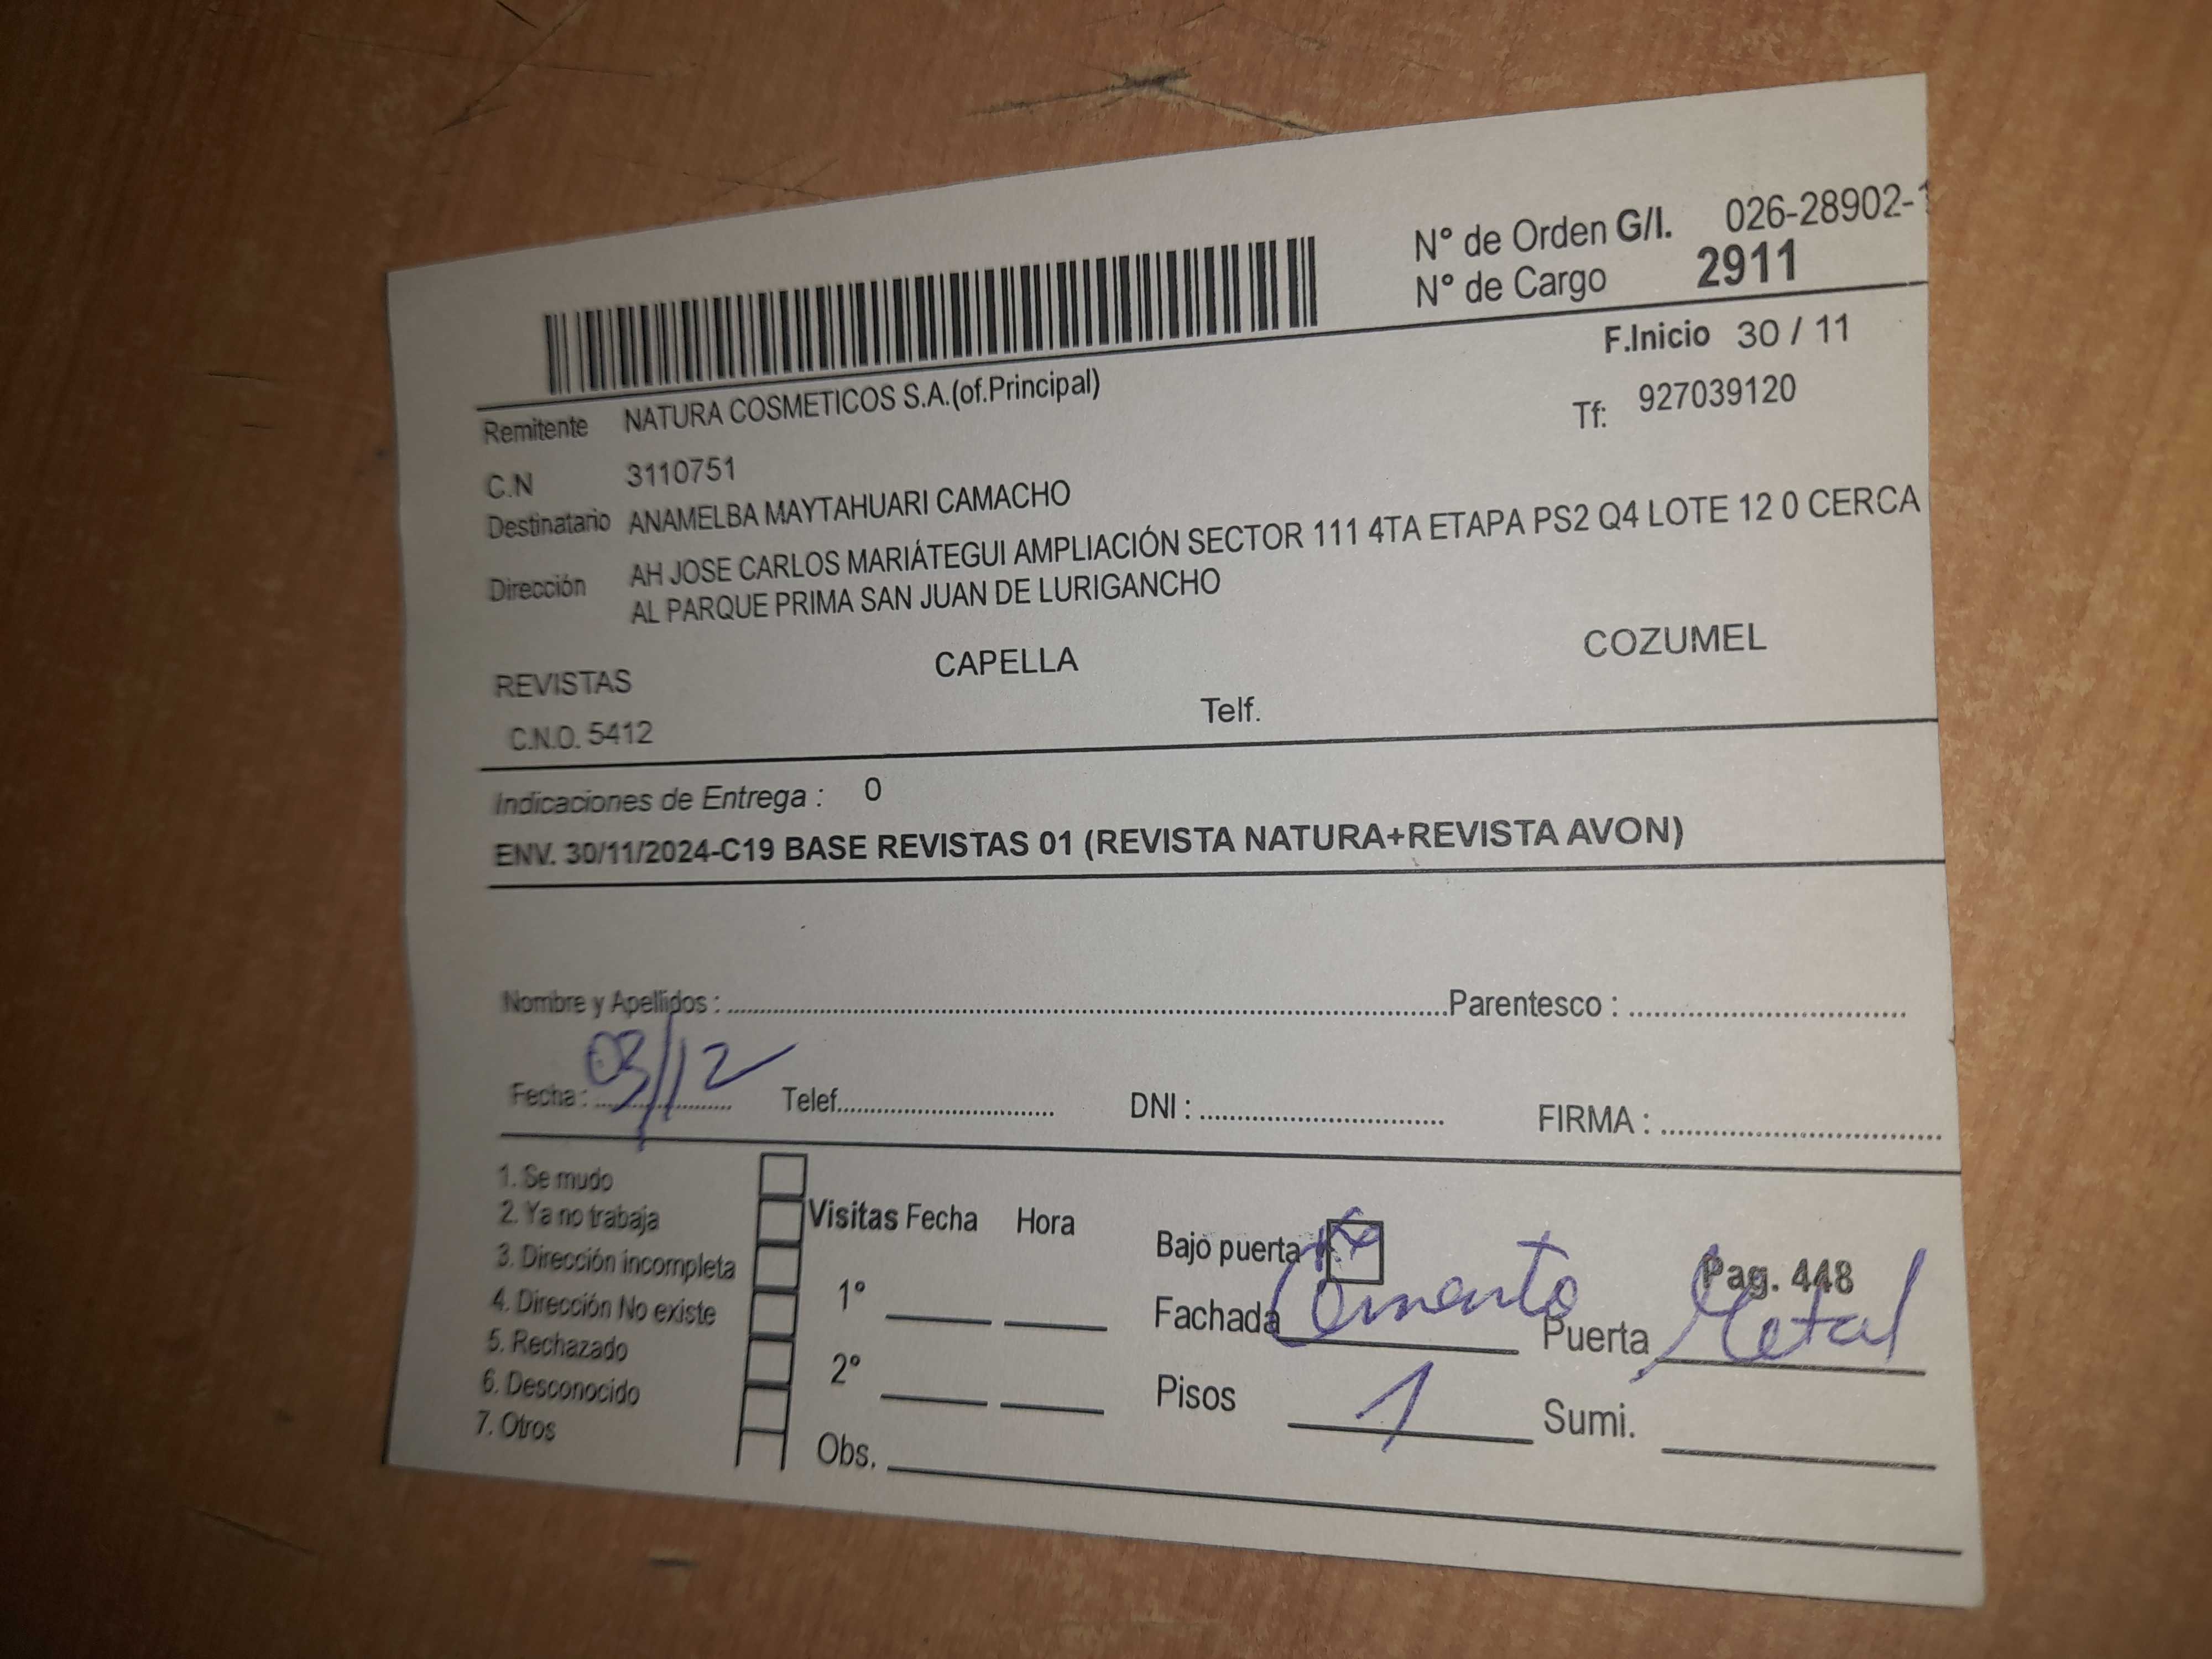 N° de Orden G/I. 026-28902-1
N° de Cargo 2911
F.Inicio 30 / 11
Remitente NATURA COSMETICOS S.A.(of.Principal)
Tf: 927039120
C.N 3110751
Destinatario ANAMELBA MAYTAHUARI CAMACHO
Dirección AH JOSE CARLOS MARIÁTEGUI AMPLIACIÓN SECTOR 111 4TA ETAPA PS2 Q4 LOTE 12 0 CERCA
AL PARQUE PRIMA SAN JUAN DE LURIGANCHO
REVISTAS CAPELLA COZUMEL
C.N.O. 5412 Telf.
Indicaciones de Entrega : 0
ENV. 30/11/2024-C19 BASE REVISTAS 01 (REVISTA NATURA+REVISTA AVON)
Nombre y Apellidos : Parentesco :
Fecha : 03/12 Telef. DNI : FIRMA :
1. Se mudo
2. Ya no trabaja
3. Dirección incompleta
4. Dirección No existe
5. Rechazado
6. Desconocido
7. Otros
Visitas Fecha Hora
1°
2°
Obs.
Bajo puerta X Pag. 448
Fachada Cemento Puerta Metal
Pisos 1 Sumi.